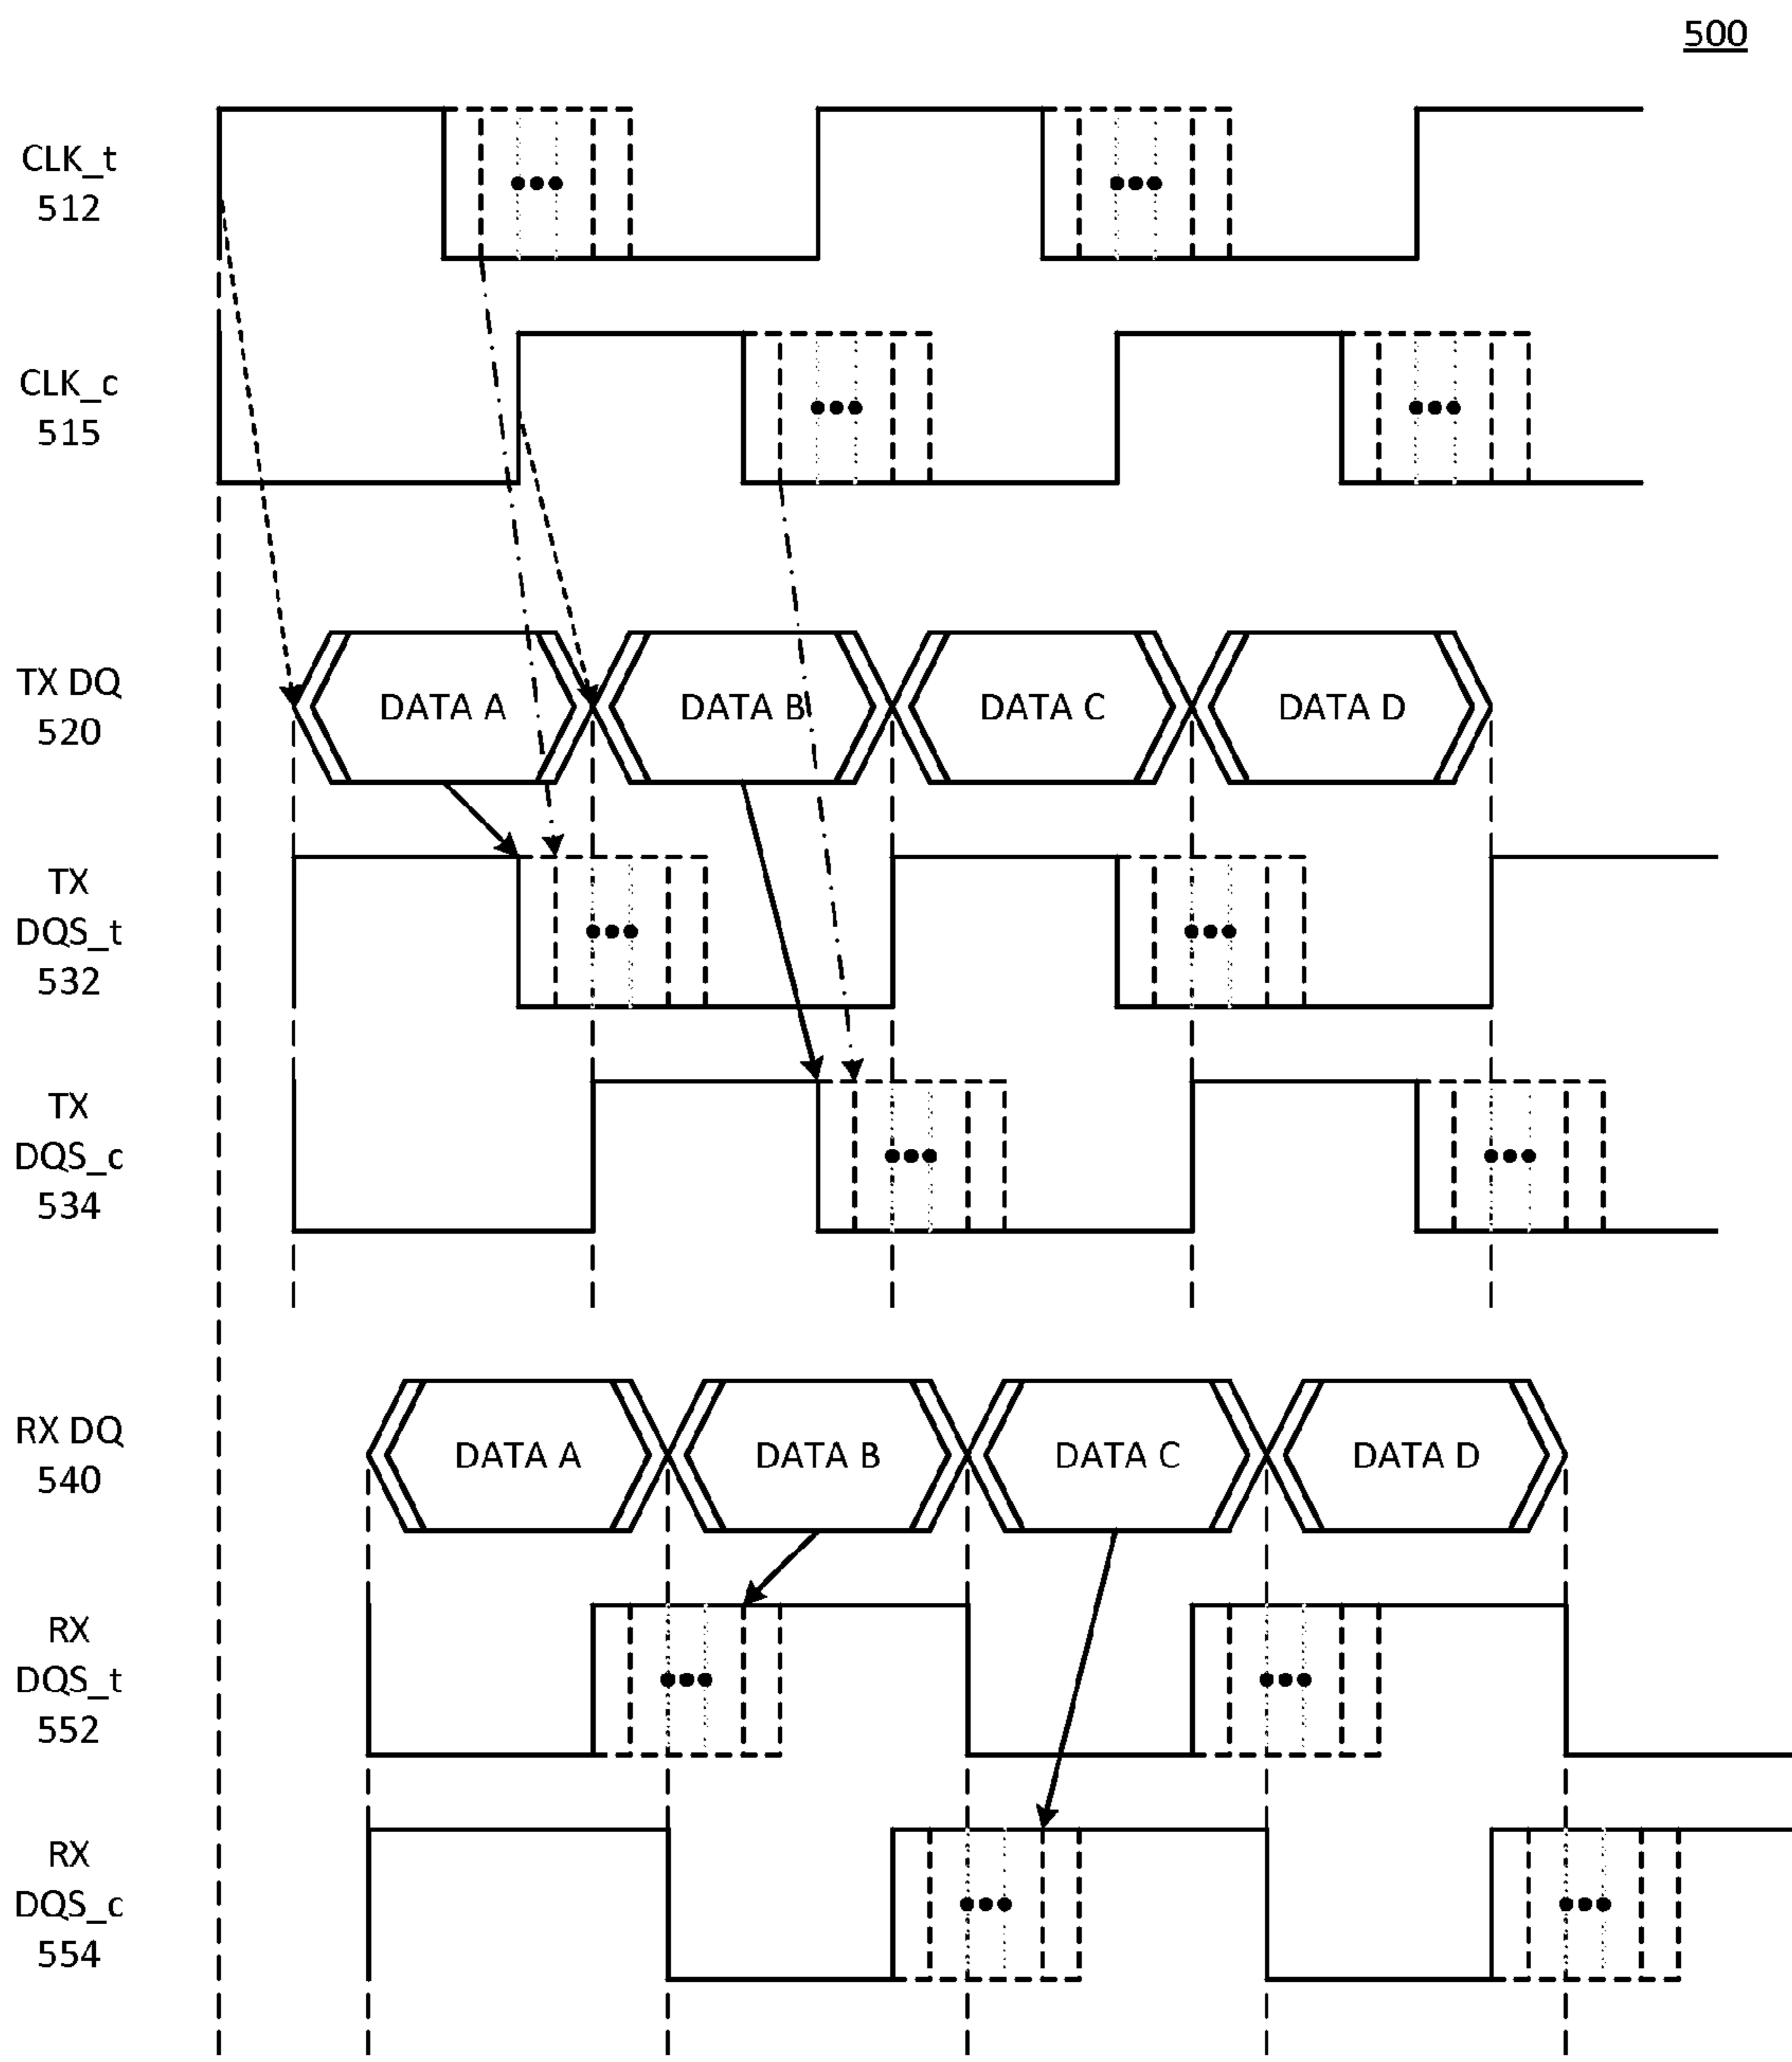 500
CLK_t
512
CLK_c
515
TX DQ
520
DATA A
DATA B
DATA C
DATA D
TX
DQS_t
532
TX
DQS_c
534
RX DQ
540
DATA A
DATA B
DATA C
DATA D
RX
DQS_t
552
RX
DQS_c
554